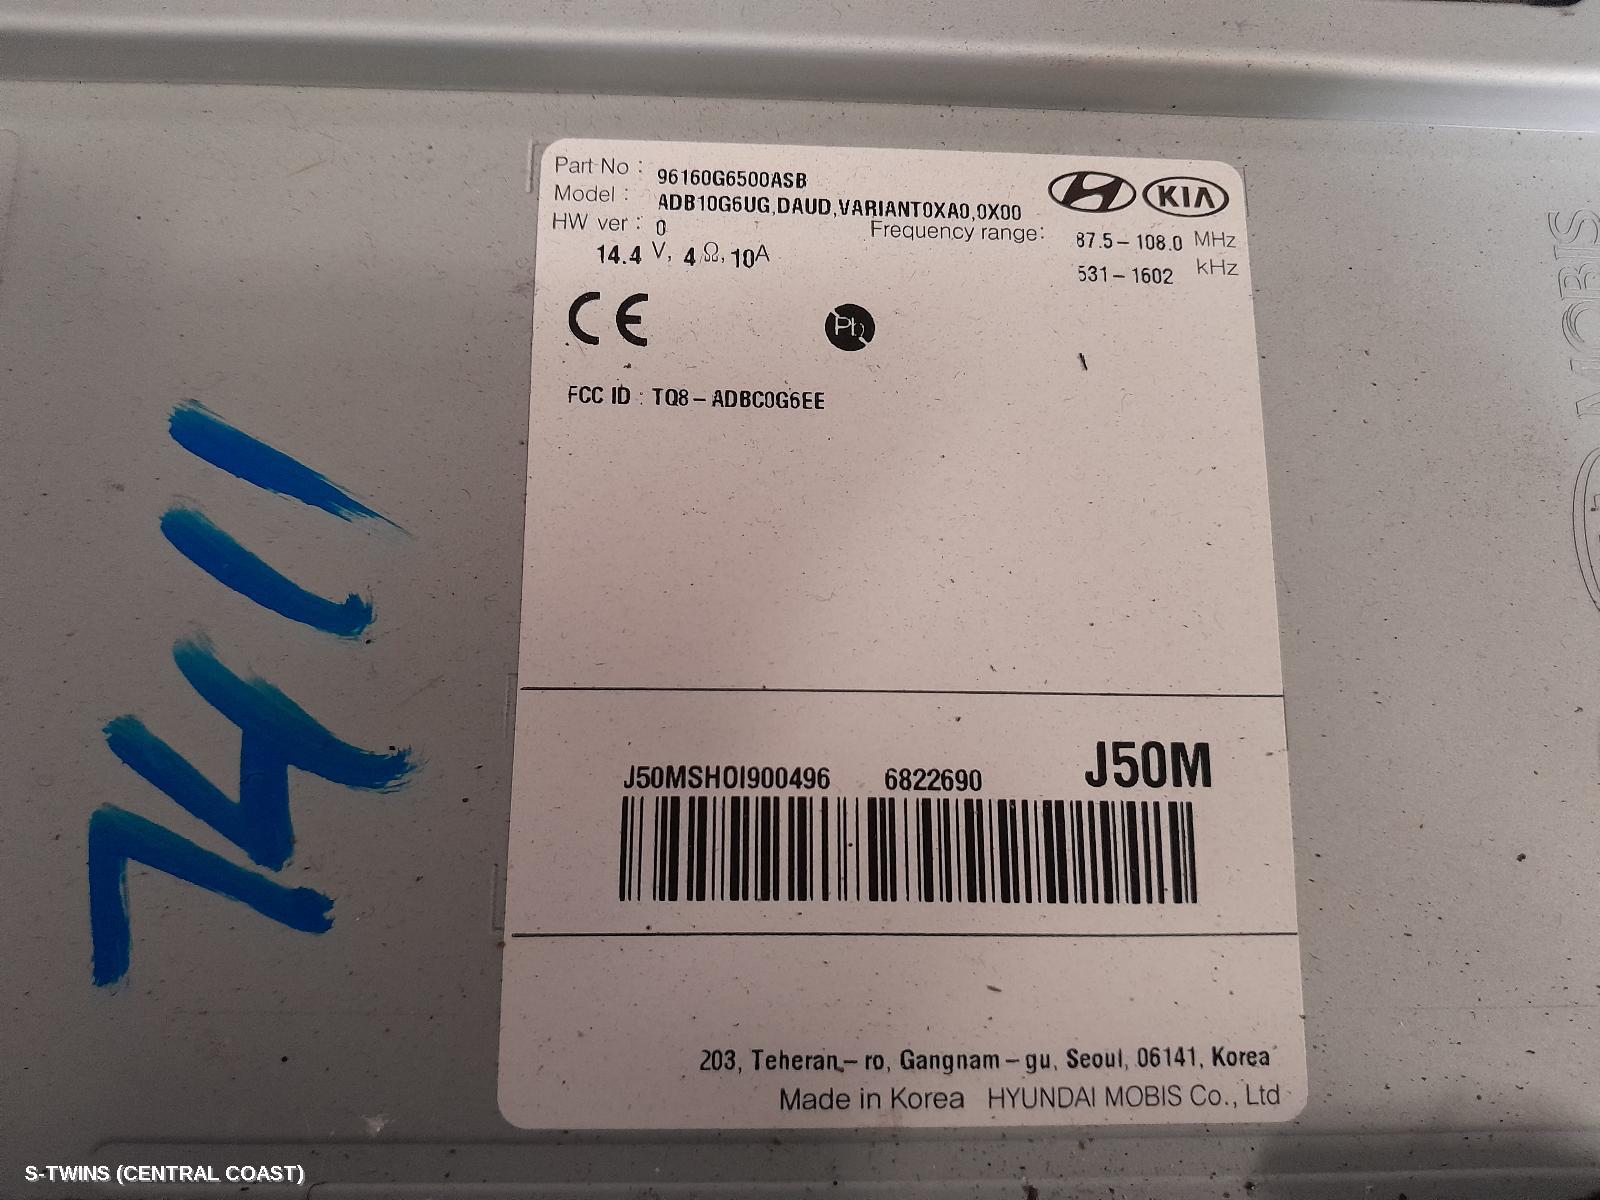 Part No : 96160G6500ASB
Model : ADB10G6UG,DAUD,VARIANT0XA0,0X00
HW ver : 0
14.4 V, 4 Ω, 10A
KIA
Frequency range: 87.5 – 108.0 MHz
531 – 1602 kHz
CE
Pb
FCC ID : TQ8 – ADBC0G6EE
J50M
J50MSH0I900496 6822690
203, Teheran – ro, Gangnam – gu, Seoul, 06141, Korea
Made in Korea HYUNDAI MOBIS Co., Ltd
MOBIS
S-TWINS (CENTRAL COAST)